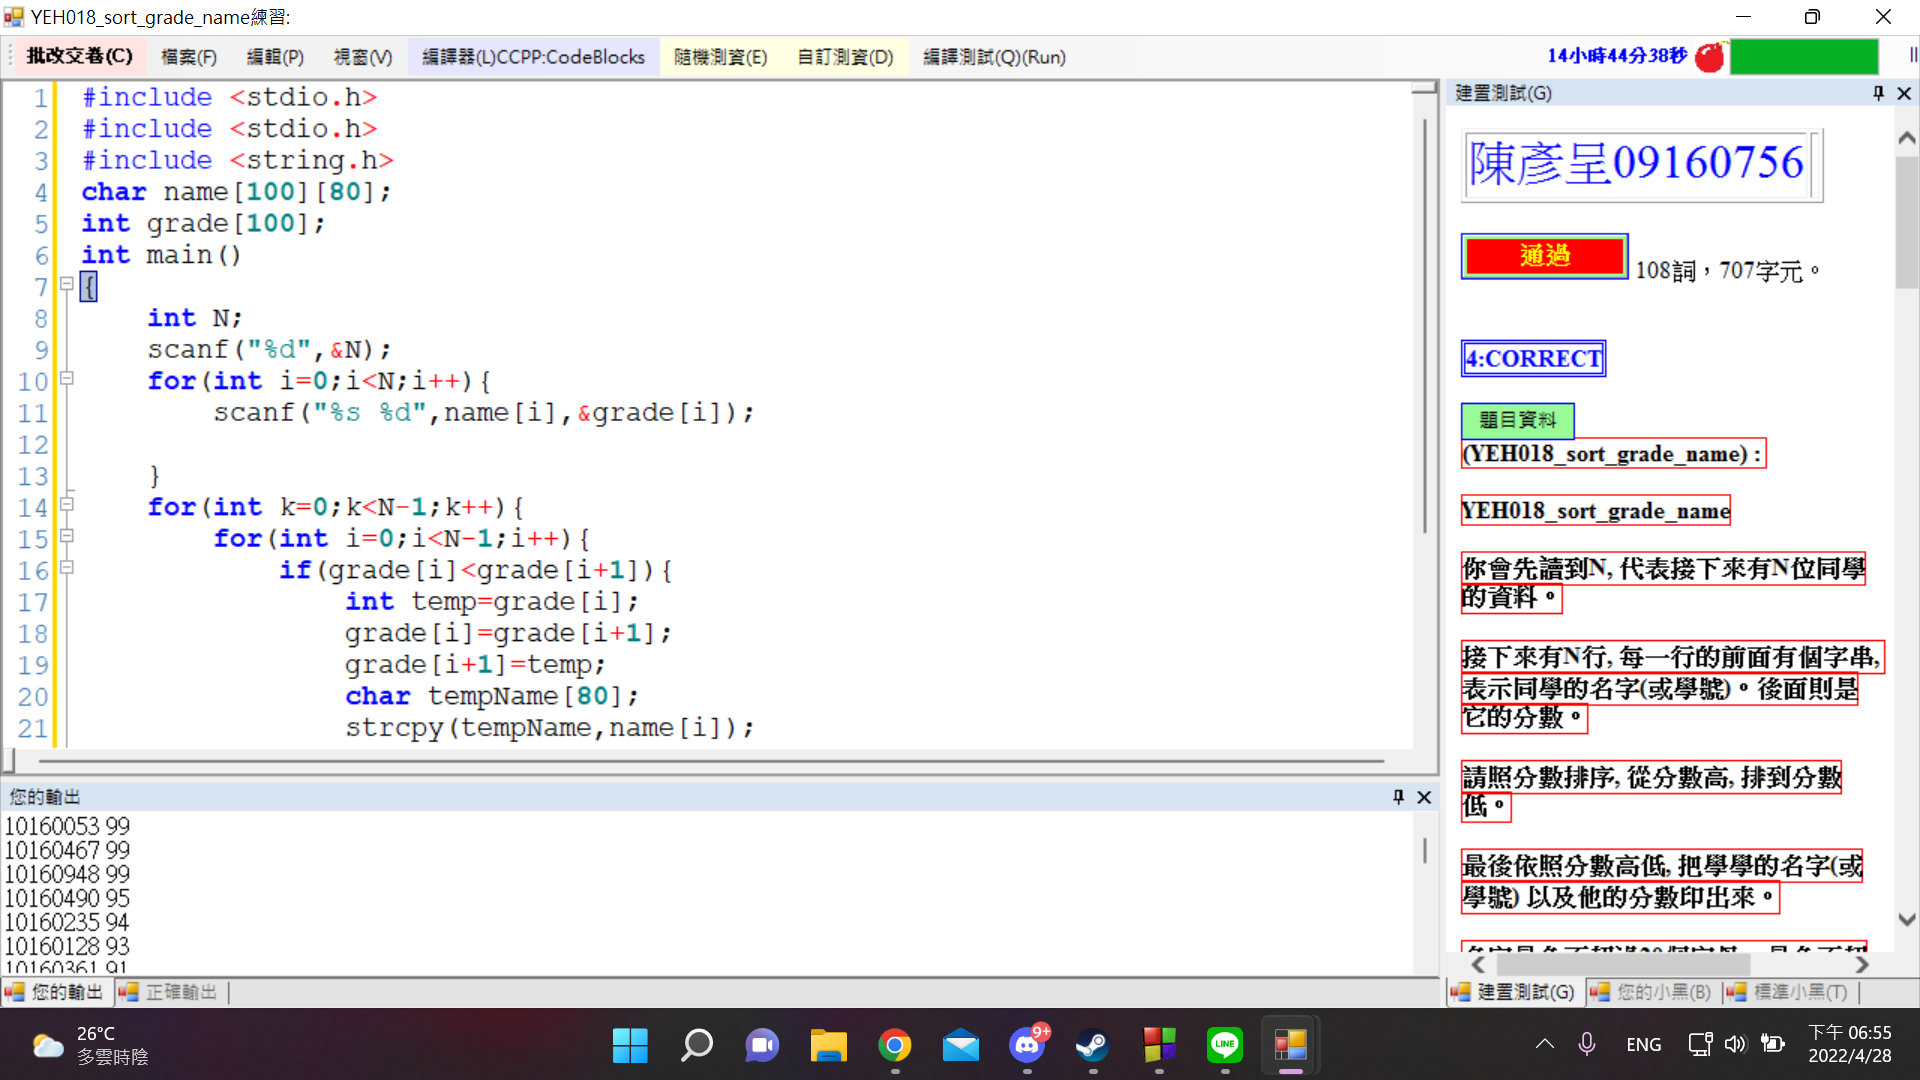 YEH018_sort_grade_name練習:
批改交卷(C) 檔案(F) 編輯(P) 視窗(V) 編譯器(L)CCPP:CodeBlocks 隨機測資(E) 自訂測資(D) 編譯測試(Q)(Run) 14小時44分38秒
1 #include <stdio.h>
2 #include <stdio.h>
3 #include <string.h>
4 char name[100][80];
5 int grade[100];
6 int main()
7 {
8 int N;
9 scanf("%d",&N);
10 for(int i=0;i<N;i++){
11 scanf("%s %d",name[i],&grade[i]);
12
13 }
14 for(int k=0;k<N-1;k++){
15 for(int i=0;i<N-1;i++){
16 if(grade[i]<grade[i+1]){
17 int temp=grade[i];
18 grade[i]=grade[i+1];
19 grade[i+1]=temp;
20 char tempName[80];
21 strcpy(tempName,name[i]);
您的輸出
10160053 99
10160467 99
10160948 99
10160490 95
10160235 94
10160128 93
10160361 91
您的輸出 正確輸出
建置測試(G)
陳彥呈09160756
通過 108詞，707字元。
4:CORRECT
題目資料
(YEH018_sort_grade_name) :
YEH018_sort_grade_name
你會先讀到N, 代表接下來有N位同學
的資料。
接下來有N行, 每一行的前面有個字串,
表示同學的名字(或學號)。後面則是
它的分數。
請照分數排序, 從分數高, 排到分數
低。
最後依照分數高低, 把學學的名字(或
學號) 以及他的分數印出來。
建置測試(G) 您的小黑(B) 標準小黑(T)
26°C
多雲時陰
9+
LINE
ENG
下午 06:55
2022/4/28